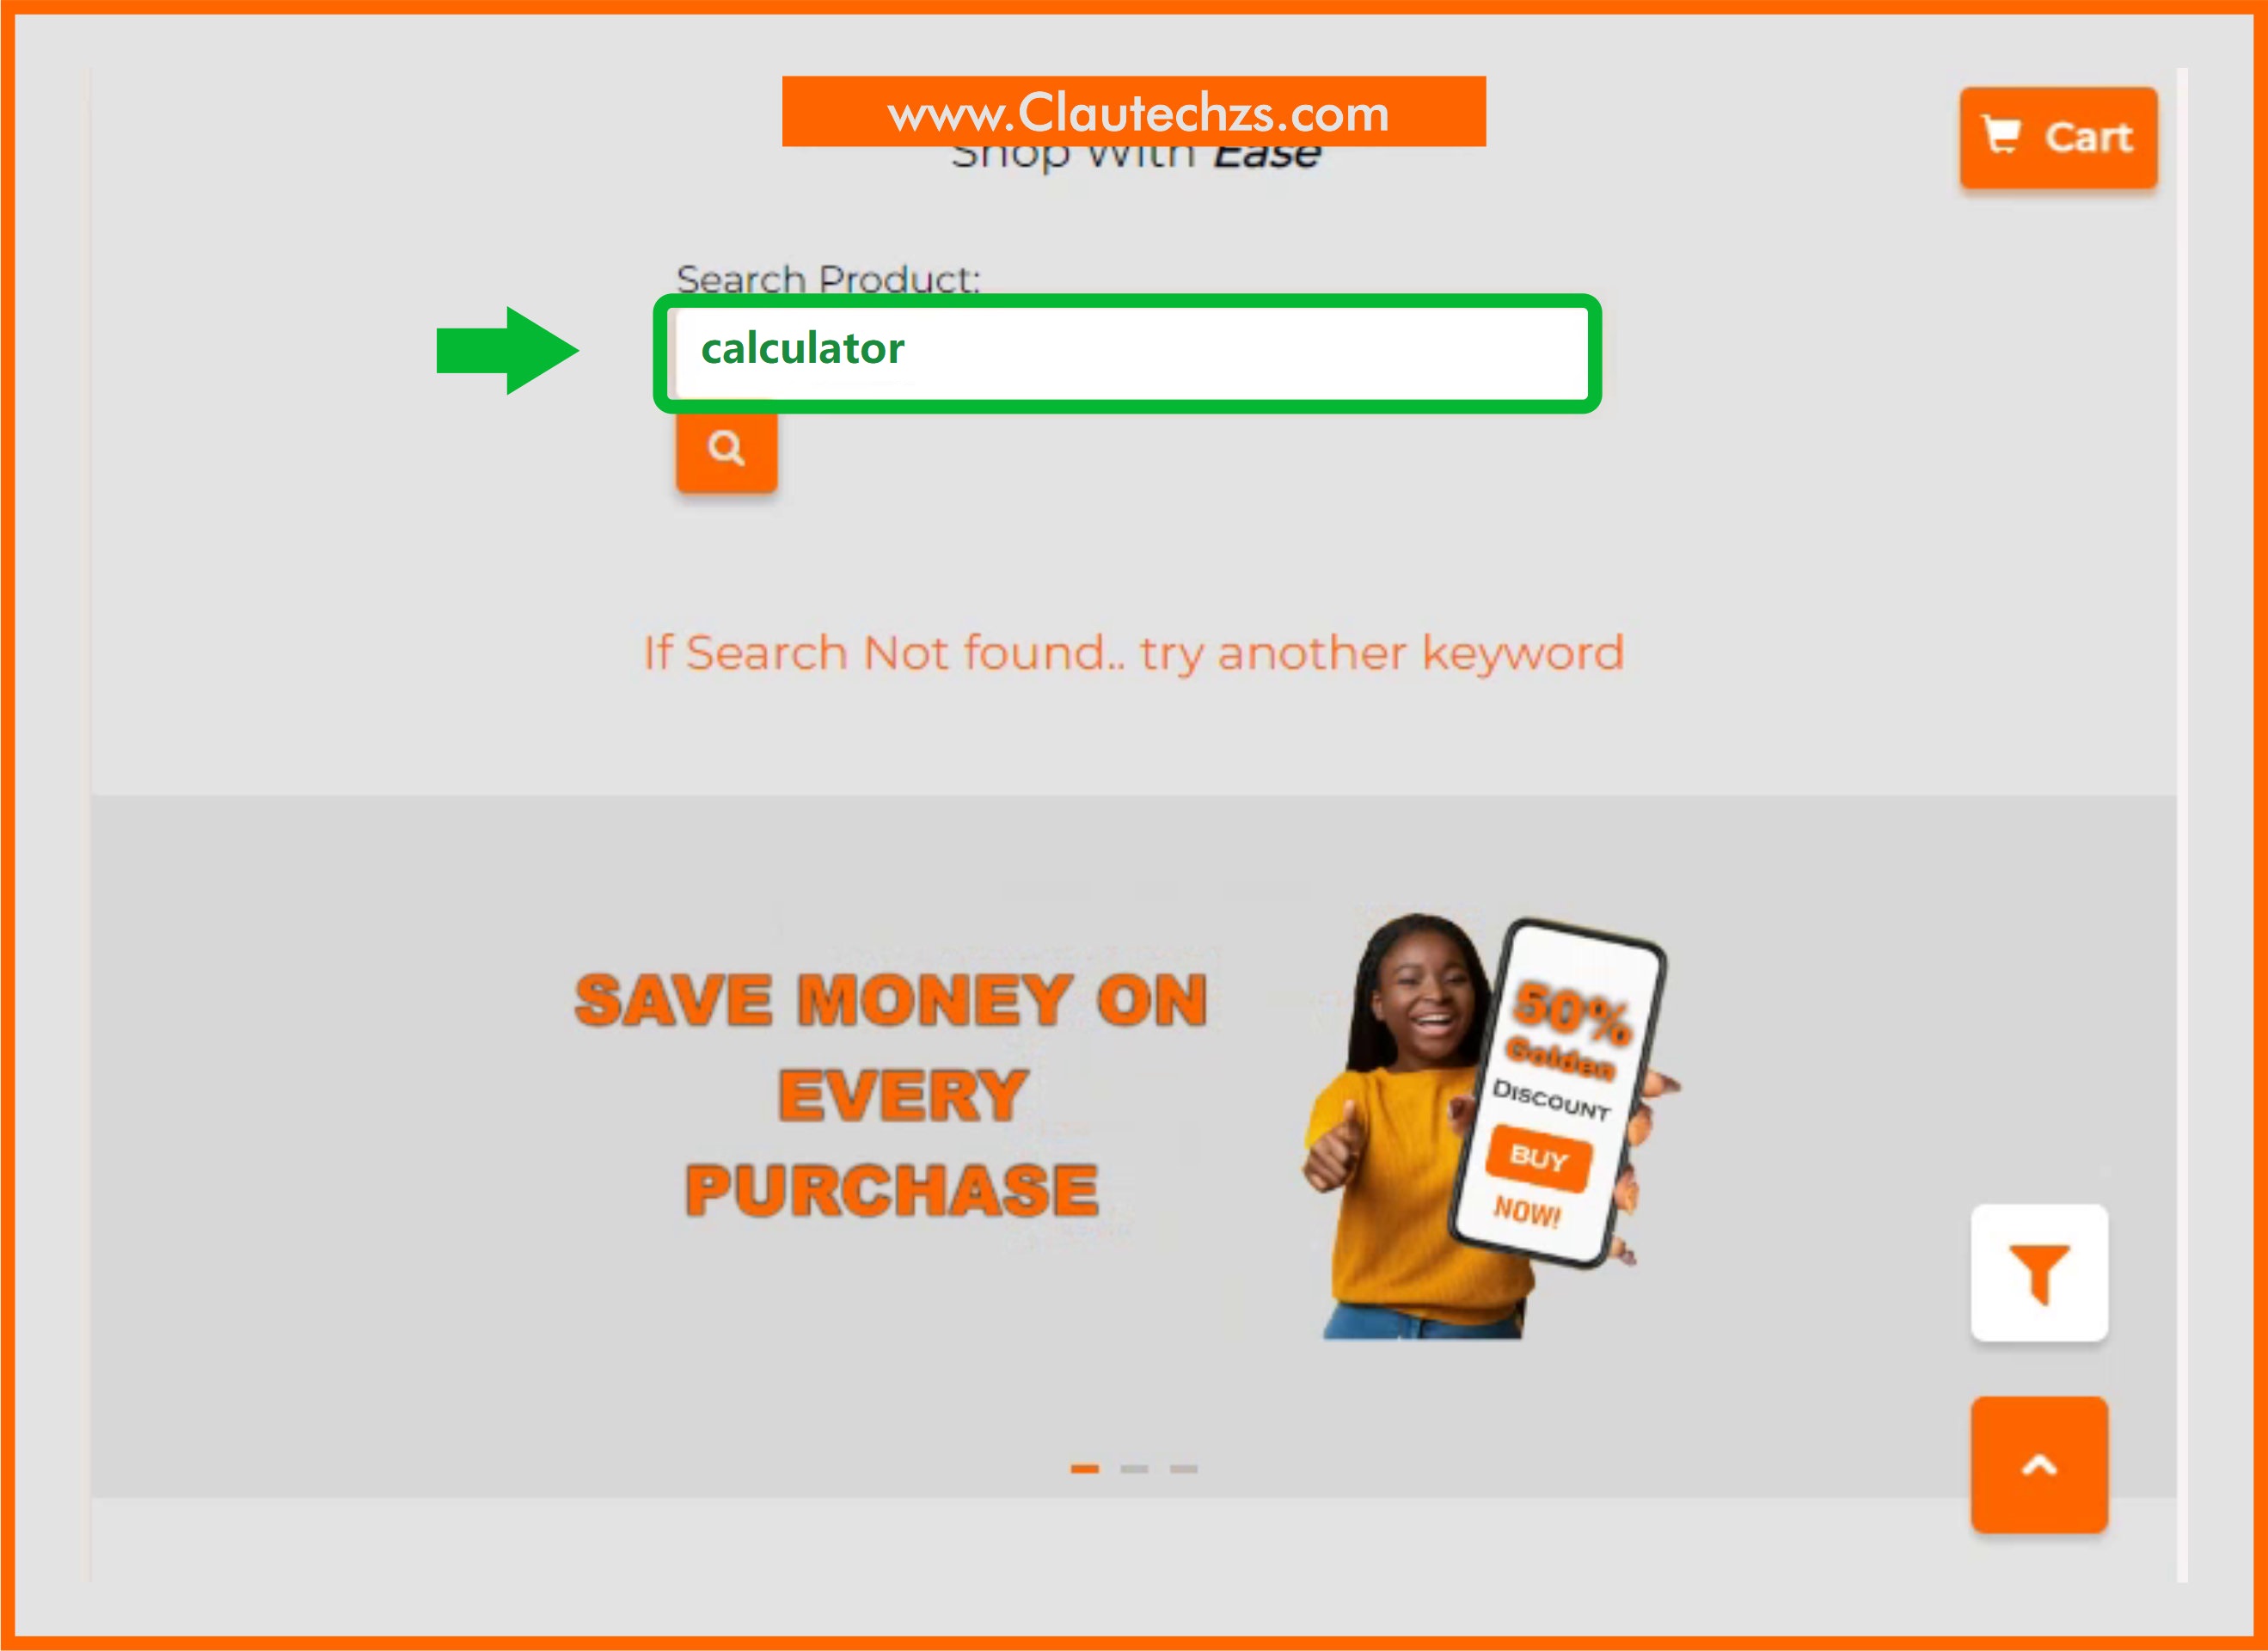 www.Clautechzs.com
Cart
Shop With Ease
Search Product:
calculator
If Search Not found.. try another keyword
SAVE MONEY ON
EVERY
PURCHASE
50%
Golden
DISCOUNT
BUY
NOW!